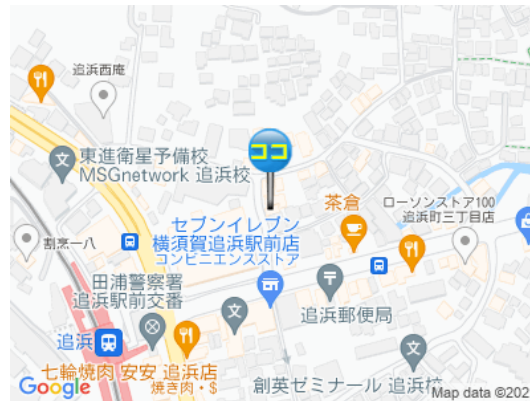 追浜西庵
東進衛星予備校
MSGnetwork 追浜校
ココ
セブンイレブン
横須賀追浜駅前店
コンビニエンスストア
茶倉
ローソンストア100
追浜町三丁目店
割烹一八
田浦警察署
追浜駅前交番
追浜郵便局
追浜
七輪焼肉 安安 追浜店
焼き肉・$
創英ゼミナール 追浜校
Google
Map data ©202